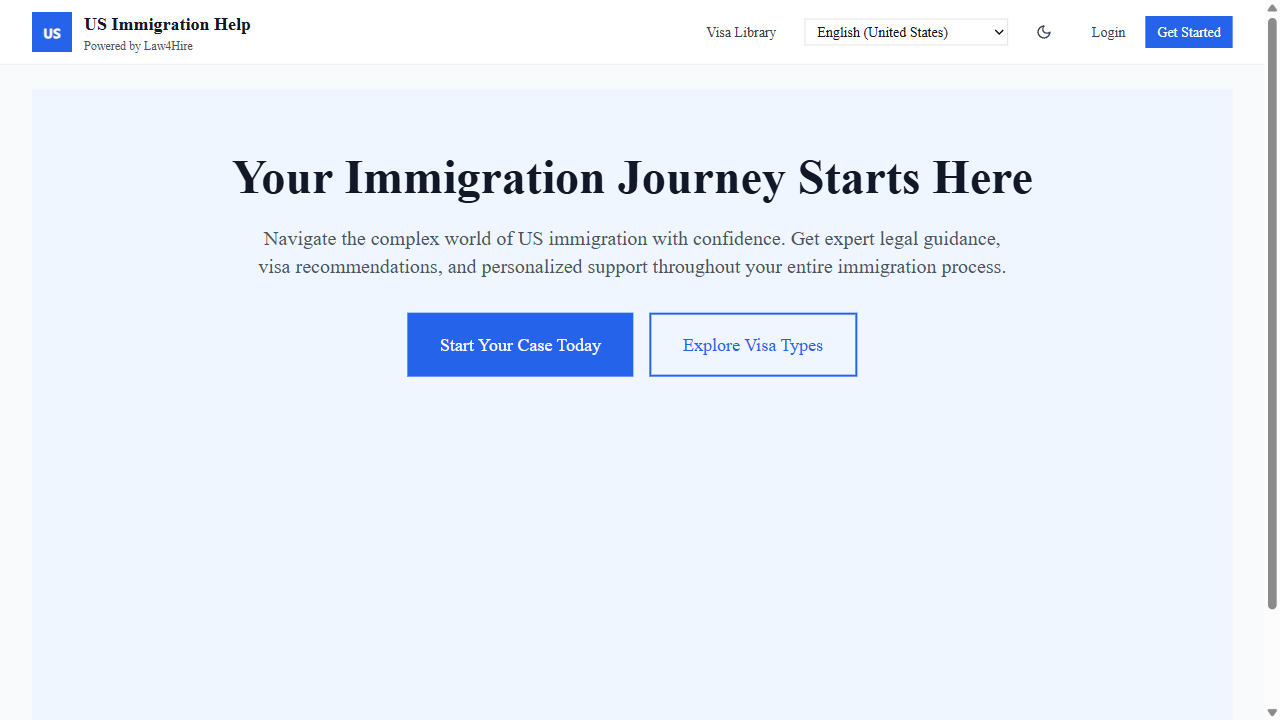 US
US Immigration Help
Powered by Law4Hire
Visa Library
English (United States)
Login
Get Started
Your Immigration Journey Starts Here
Navigate the complex world of US immigration with confidence. Get expert legal guidance,
visa recommendations, and personalized support throughout your entire immigration process.
Start Your Case Today
Explore Visa Types